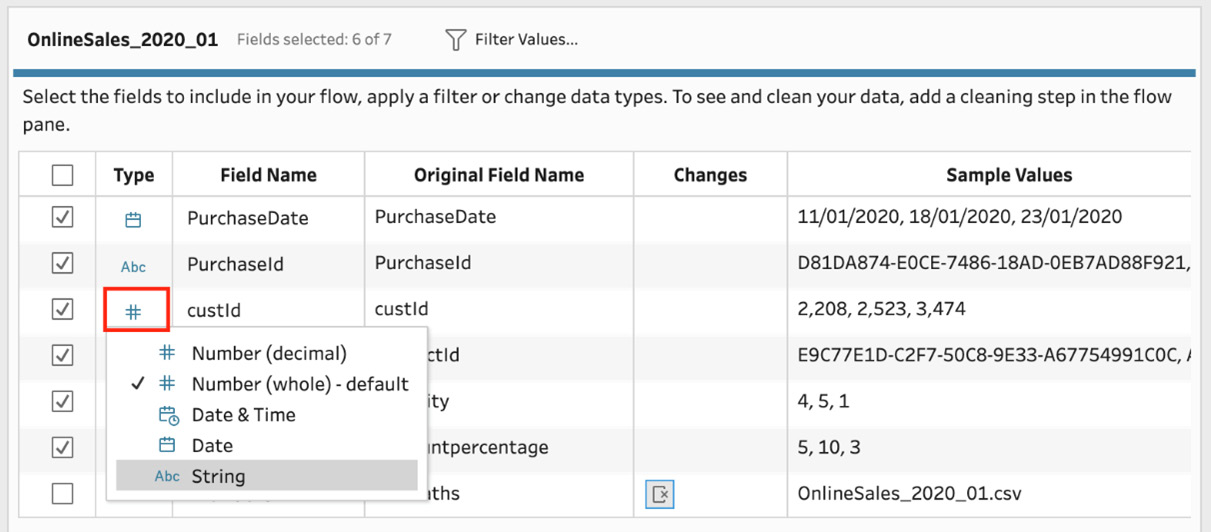 OnlineSales_2020_01 Fields selected: 6 of 7 Filter Values...
Select the fields to include in your flow, apply a filter or change data types. To see and clean your data, add a cleaning step in the flow
pane.
Type Field Name Original Field Name Changes Sample Values
PurchaseDate PurchaseDate 11/01/2020, 18/01/2020, 23/01/2020
Abc PurchaseId PurchaseId D81DA874-E0CE-7486-18AD-0EB7AD88F921,
# custId custId 2,208, 2,523, 3,474
ctId E9C77E1D-C2F7-50C8-9E33-A67754991C0C, A
ity 4, 5, 1
ntpercentage 5, 10, 3
aths OnlineSales_2020_01.csv
# Number (decimal)
# Number (whole) - default
Date & Time
Date
Abc String